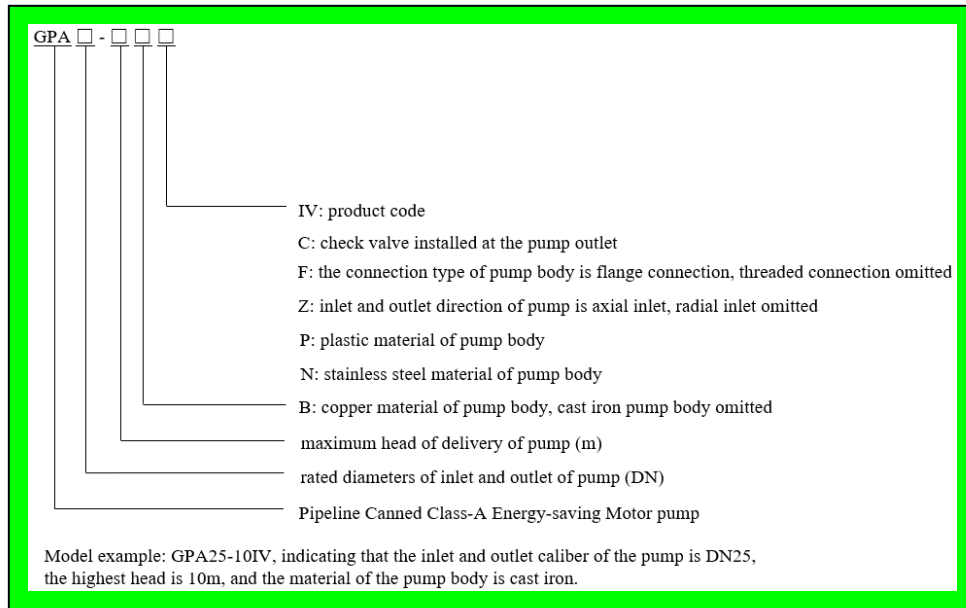 GPA □ - □ □ □
IV: product code
C: check valve installed at the pump outlet
F: the connection type of pump body is flange connection, threaded connection omitted
Z: inlet and outlet direction of pump is axial inlet, radial inlet omitted
P: plastic material of pump body
N: stainless steel material of pump body
B: copper material of pump body, cast iron pump body omitted
maximum head of delivery of pump (m)
rated diameters of inlet and outlet of pump (DN)
Pipeline Canned Class-A Energy-saving Motor pump
Model example: GPA25-10IV, indicating that the inlet and outlet caliber of the pump is DN25,
the highest head is 10m, and the material of the pump body is cast iron.